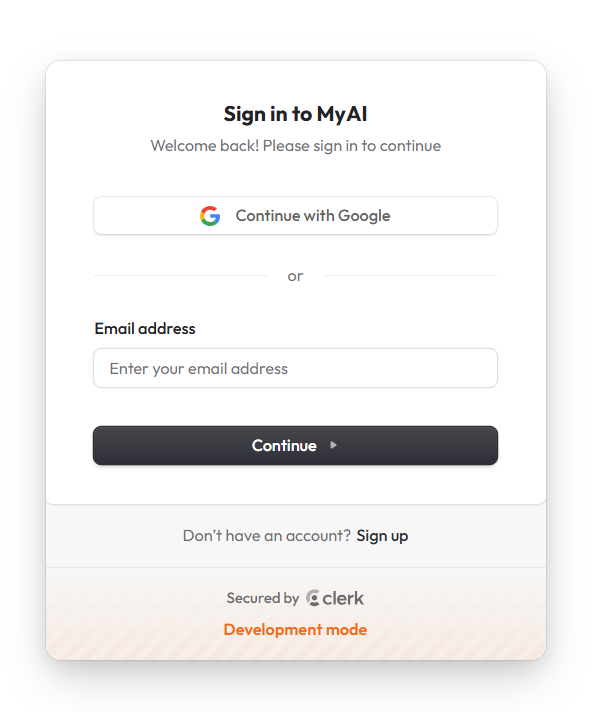 Sign in to MyAI
Welcome back! Please sign in to continue
Continue with Google
or
Email address
Enter your email address
Continue
Don't have an account? Sign up
Secured by clerk
Development mode